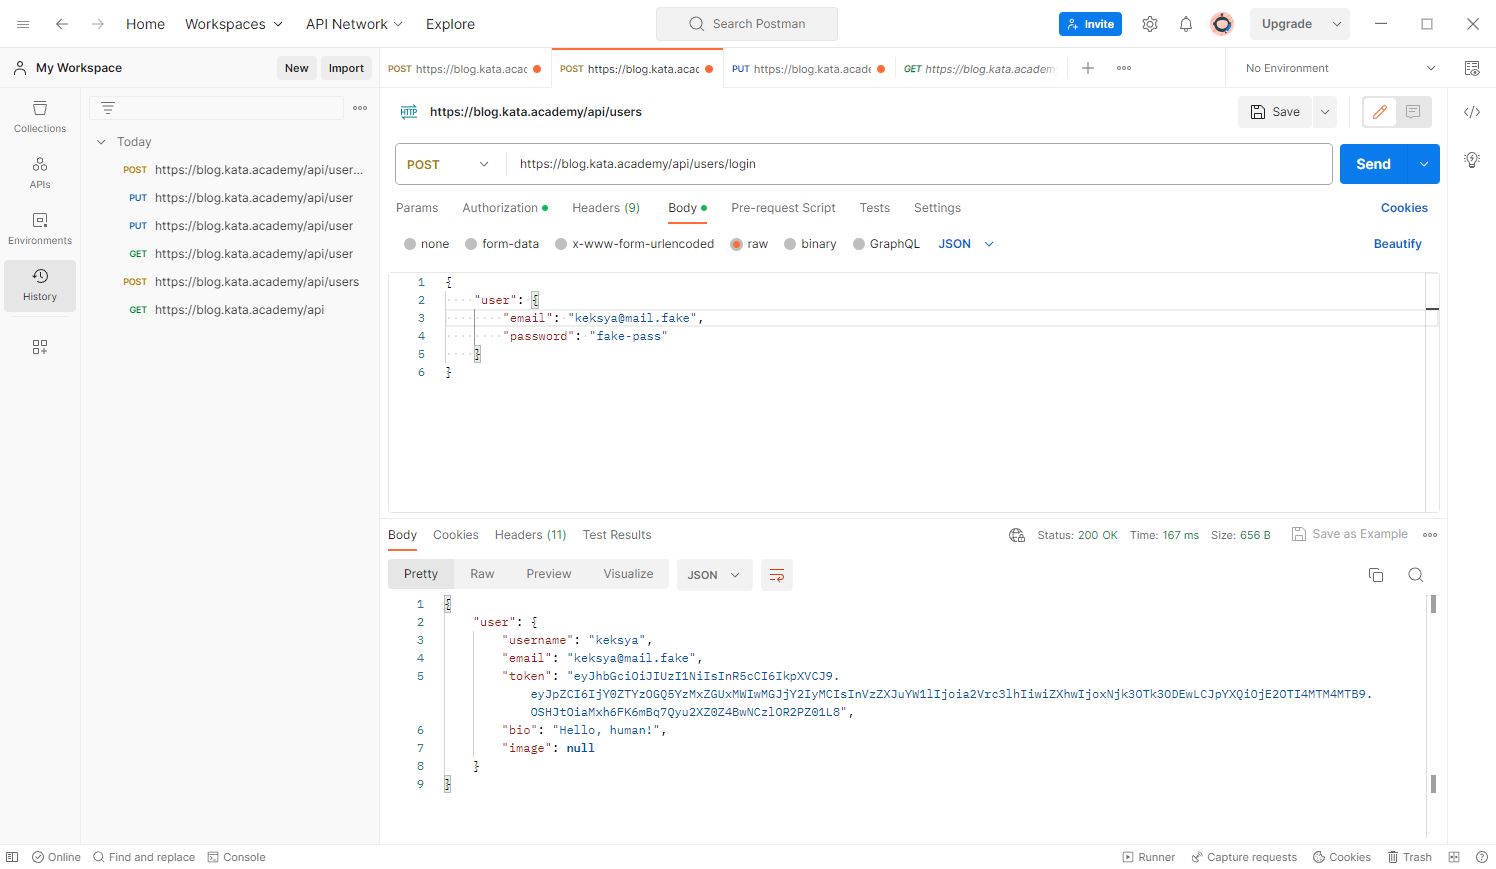 Home Workspaces API Network Explore Search Postman Invite Upgrade
My Workspace New Import
POST https://blog.kata.acac POST https://blog.kata.acac PUT https://blog.kata.acade GET https://blog.kata.academy No Environment
Collections
APIs
Environments
History
Today
POST https://blog.kata.academy/api/user...
PUT https://blog.kata.academy/api/user
PUT https://blog.kata.academy/api/user
GET https://blog.kata.academy/api/user
POST https://blog.kata.academy/api/users
GET https://blog.kata.academy/api
HTTP https://blog.kata.academy/api/users Save
POST https://blog.kata.academy/api/users/login Send
Params Authorization Headers (9) Body Pre-request Script Tests Settings Cookies
none form-data x-www-form-urlencoded raw binary GraphQL JSON Beautify
1 {
2 "user": {
3 "email": "keksya@mail.fake",
4 "password": "fake-pass"
5 }
6 }
Body Cookies Headers (11) Test Results Status: 200 OK Time: 167 ms Size: 656 B Save as Example
Pretty Raw Preview Visualize JSON
1 {
2 "user": {
3 "username": "keksya",
4 "email": "keksya@mail.fake",
5 "token": "eyJhbGciOiJIUzI1NiIsInR5cCI6IkpXVCJ9.
eyJpZCI6IjY0ZTYzOGQ5YzMxZGUxMWIwMGJjY2IyMCIsInVzZXJuYW1lIjoia2Vrc3lhIiwiZXhwIjoxNjk3OTk3ODEwLCJpYXQiOjE2OTI4MTM4MTB9.
OSHJtOiaMxh6FK6mBq7Qyu2XZ0Z4BwNCzlOR2PZ01L8",
6 "bio": "Hello, human!",
7 "image": null
8 }
9 }
Online Find and replace Console Runner Capture requests Cookies Trash